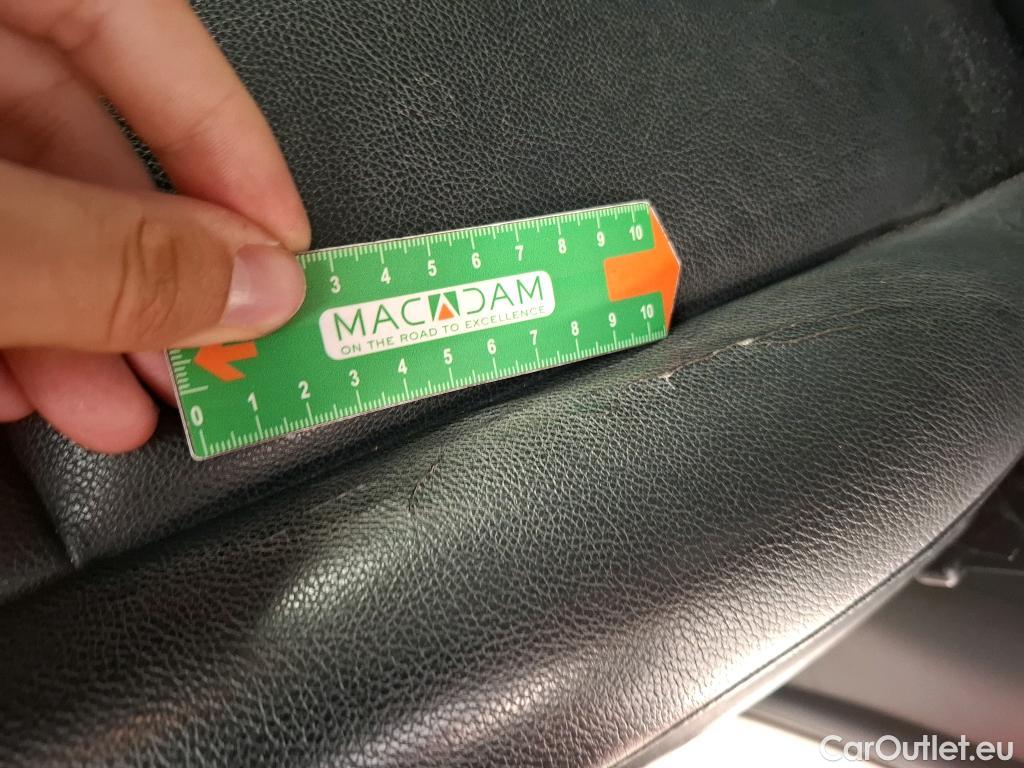 3 4 5 6 7 8 9 10
MACADAM
ON THE ROAD TO EXCELLENCE
0 1 2 3 4 5 6 7 8 9 10
CarOutlet.eu